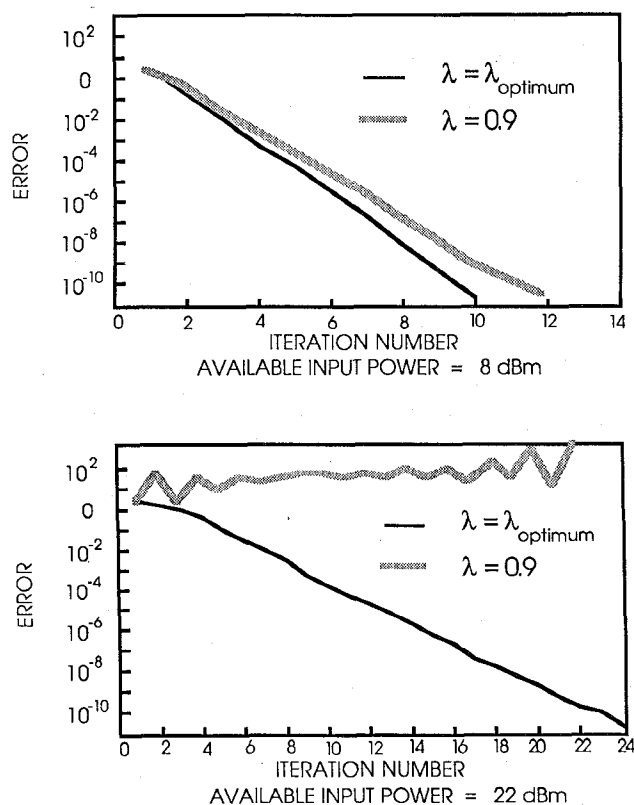 10²
0
10⁻²
10⁻⁴
10⁻⁶
10⁻⁸
10⁻¹⁰
ERROR
λ = λoptimum
λ = 0.9
0 2 4 6 8 10 12 14
ITERATION NUMBER
AVAILABLE INPUT POWER = 8 dBm
10²
0
10⁻²
10⁻⁴
10⁻⁶
10⁻⁸
10⁻¹⁰
ERROR
λ = λoptimum
λ = 0.9
0 2 4 6 8 10 12 14 16 18 20 22 24
ITERATION NUMBER
AVAILABLE INPUT POWER = 22 dBm